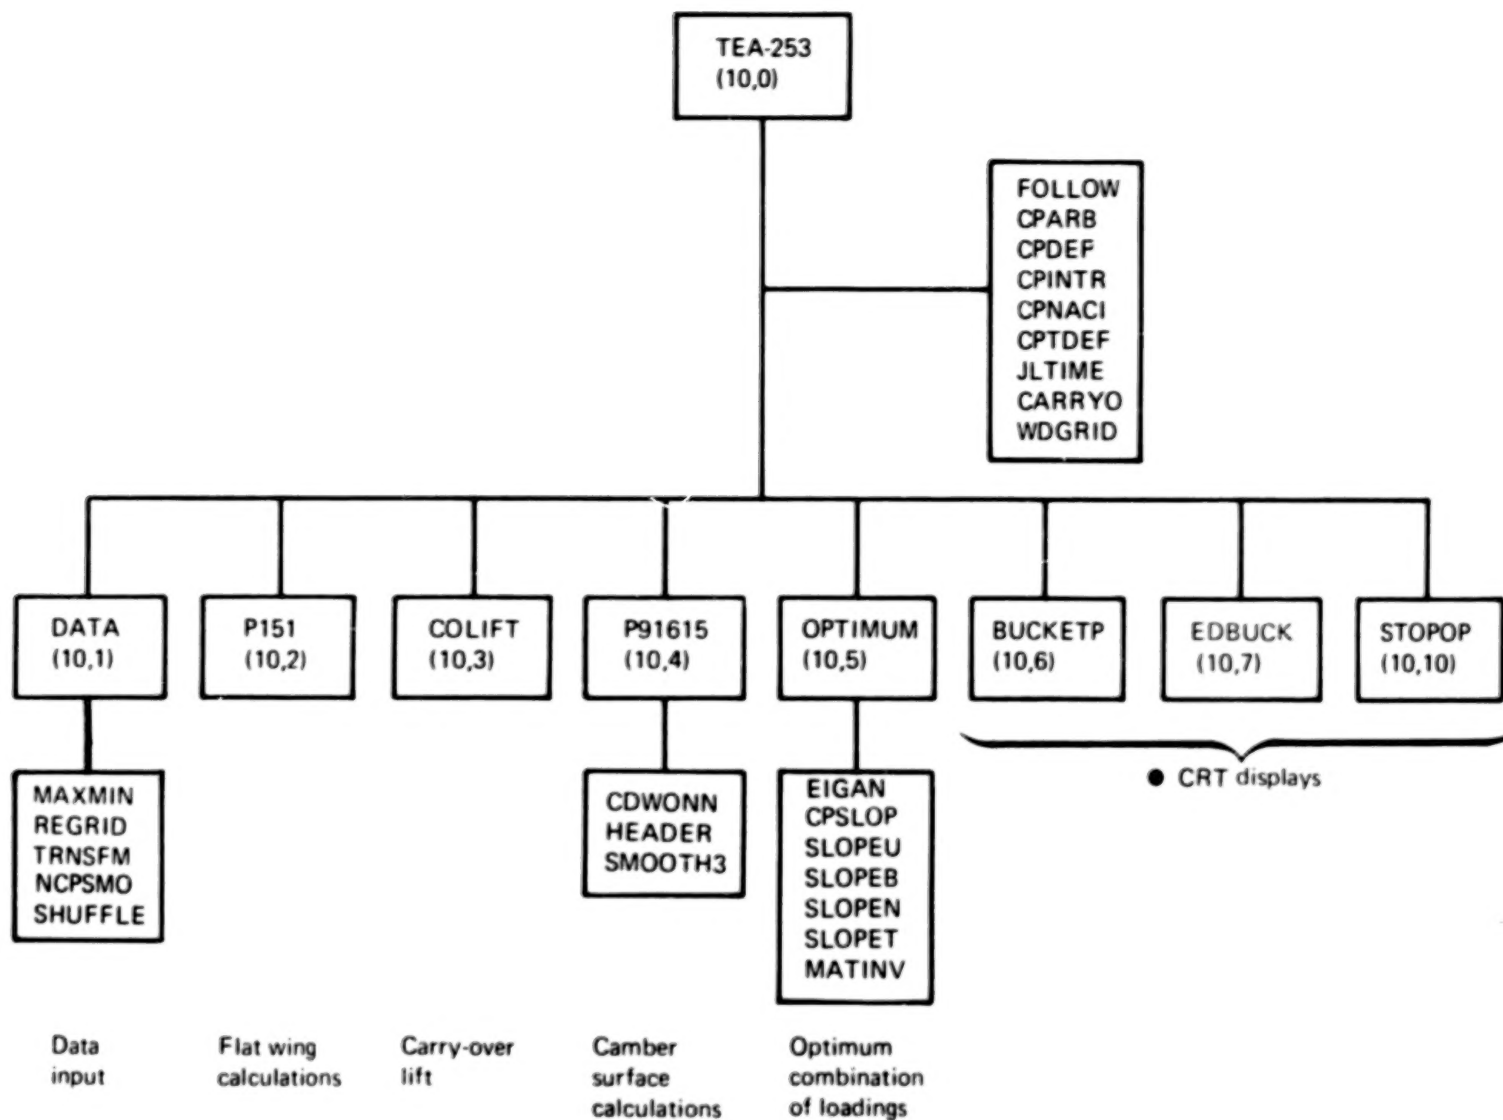 TEA-253
(10,0)
FOLLOW
CPARB
CPDEF
CPINTR
CPNACI
CPTDEF
JLTIME
CARRYO
WDGRID
DATA
(10,1)
P151
(10,2)
COLIFT
(10,3)
P91615
(10,4)
OPTIMUM
(10,5)
BUCKETP
(10,6)
EDBUCK
(10,7)
STOPOP
(10,10)
MAXMIN
REGRID
TRNSFM
NCPSMO
SHUFFLE
CDWONN
HEADER
SMOOTH3
EIGAN
CPSLOP
SLOPEU
SLOPEB
SLOPEN
SLOPET
MATINV
● CRT displays
Data
input
Flat wing
calculations
Carry-over
lift
Camber
surface
calculations
Optimum
combination
of loadings